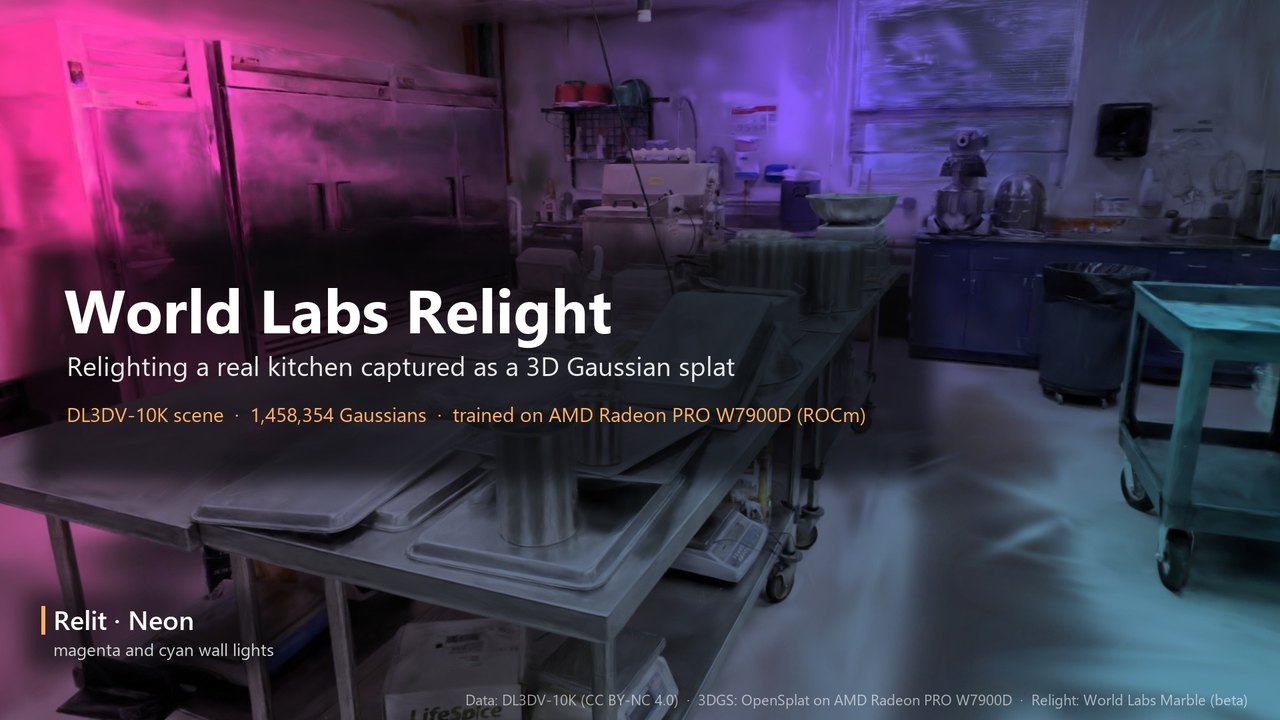 World Labs Relight
Relighting a real kitchen captured as a 3D Gaussian splat
DL3DV-10K scene · 1,458,354 Gaussians · trained on AMD Radeon PRO W7900D (ROCm)
Relit · Neon
magenta and cyan wall lights
LifeSpice
Data: DL3DV-10K (CC BY-NC 4.0) · 3DGS: OpenSplat on AMD Radeon PRO W7900D · Relight: World Labs Marble (beta)